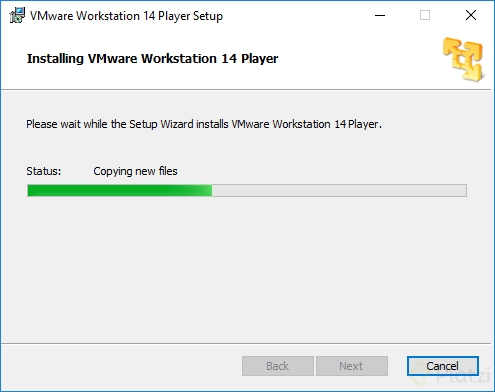 VMware Workstation 14 Player Setup
Installing VMware Workstation 14 Player
Please wait while the Setup Wizard installs VMware Workstation 14 Player.
Status: Copying new files
Back Next Cancel
Platzi